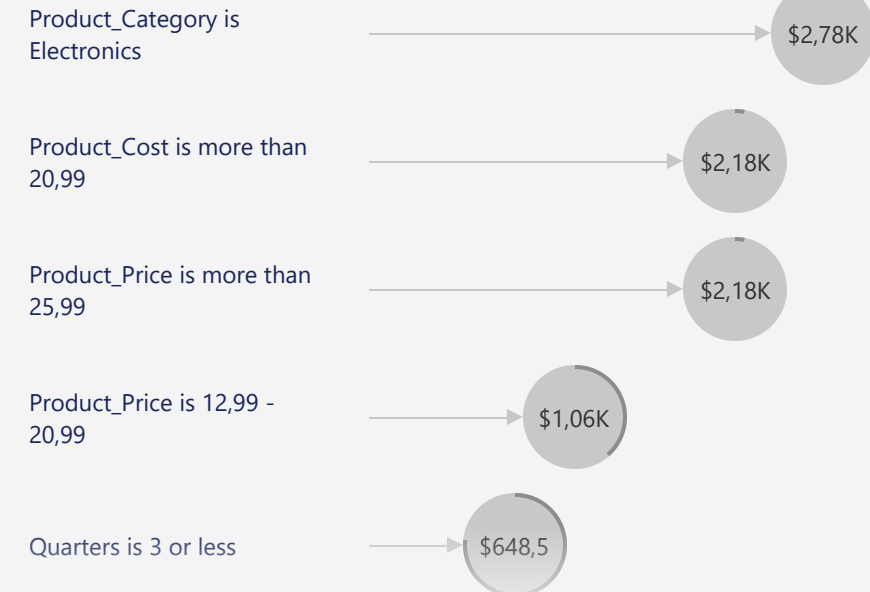 Product_Category is
Electronics
$2,78K
Product_Cost is more than
20,99
$2,18K
Product_Price is more than
25,99
$2,18K
Product_Price is 12,99 -
20,99
$1,06K
Quarters is 3 or less
$648,5